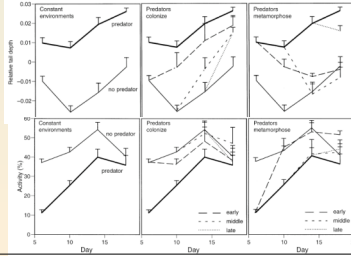 0.03
0.02
0.01
0
−0.01
−0.02
Relative tail depth
Constant
environments
predator
no predator
Predators
colonize
Predators
metamorphose
60
50
40
30
20
10
0
Activity (%)
Constant
environments
no predator
predator
Predators
colonize
early
middle
late
Predators
metamorphose
early
middle
late
5 10 15
5 10 15
5 10 15
Day
Day
Day